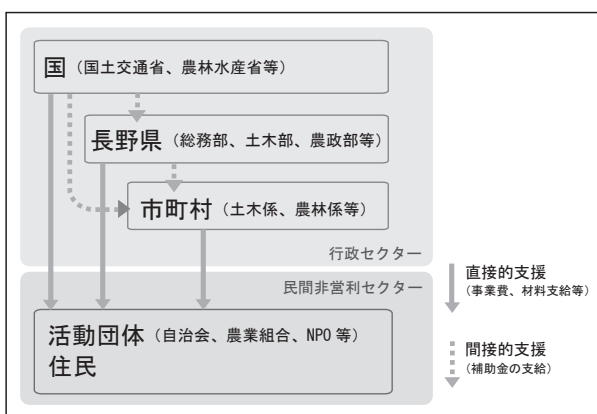 国（国土交通省、農林水産省等）
長野県（総務部、土木部、農政部等）
市町村（土木係、農林係等）
行政セクター
民間非営利セクター
活動団体（自治会、農業組合、NPO 等）
住民
直接的支援
（事業費、材料支給等）
間接的支援
（補助金の支給）